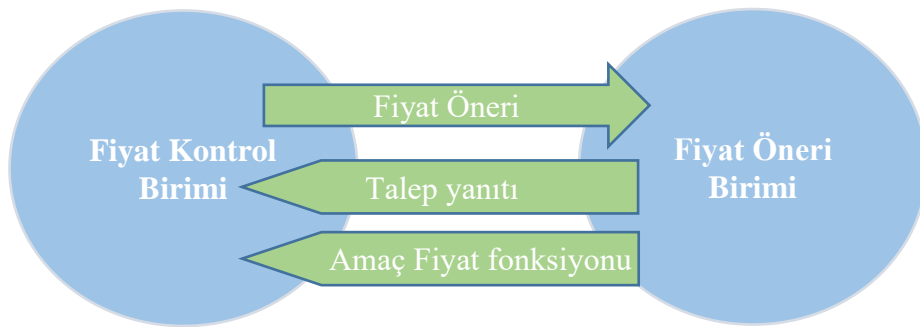 Fiyat Kontrol
Birimi
Fiyat Öneri
Talep yanıtı
Amaç Fiyat fonksiyonu
Fiyat Öneri
Birimi